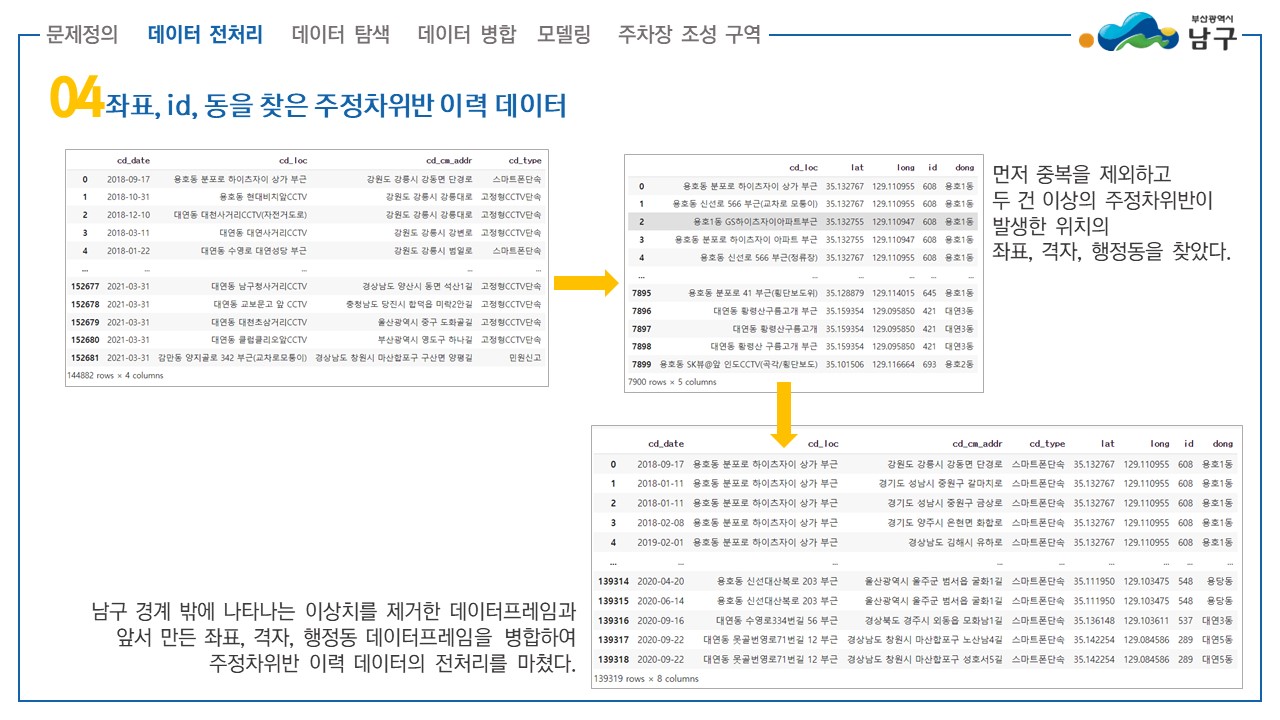 문제정의 데이터 전처리 데이터 탐색 데이터 병합 모델링 주차장 조성 구역
부산광역시
남구
04 좌표, id, 동을 찾은 주정차위반 이력 데이터
cd_date cd_loc cd_cm_addr cd_type
0 2018-09-17 용호동 분포로 하이츠자이 상가 부근 강원도 강릉시 강동면 단경로 스마트폰단속
1 2018-10-31 용호동 현대비치앞CCTV 강원도 강릉시 강릉대로 고정형CCTV단속
2 2018-12-10 대연동 대천사거리CCTV(자전거도로) 강원도 강릉시 강릉대로 고정형CCTV단속
3 2018-03-11 대연동 대연사거리CCTV 강원도 강릉시 강변로 고정형CCTV단속
4 2018-01-22 대연동 수영로 대연성당 부근 강원도 강릉시 범일로 스마트폰단속
... ... ... ... ...
152677 2021-03-31 대연동 남구청사거리CCTV 경상남도 양산시 동면 석산1길 고정형CCTV단속
152678 2021-03-31 대연동 교보문고 앞 CCTV 충청남도 당진시 합덕읍 미락2안길 고정형CCTV단속
152679 2021-03-31 대연동 대천초삼거리CCTV 울산광역시 중구 도화골길 고정형CCTV단속
152680 2021-03-31 대연동 클럽클리오앞CCTV 부산광역시 영도구 하나길 고정형CCTV단속
152681 2021-03-31 감만동 양지골로 342 부근(교차로모퉁이) 경상남도 창원시 마산합포구 구산면 양평길 민원신고
144882 rows × 4 columns
cd_loc lat long id dong
0 용호동 분포로 하이츠자이 상가 부근 35.132767 129.110955 608 용호1동
1 용호동 신선로 566 부근(교차로 모퉁이) 35.132767 129.110955 608 용호1동
2 용호1동 GS하이츠자이아파트부근 35.132755 129.110947 608 용호1동
3 용호동 분포로 하이츠자이 아파트 부근 35.132755 129.110947 608 용호1동
4 용호동 신선로 566 부근(정류장) 35.132755 129.110947 608 용호1동
... ... ... ... ... ...
7895 용호동 분포로 41 부근(횡단보도위) 35.128879 129.114015 645 용호1동
7896 대연동 황령산구름고개 부근 35.159354 129.095850 421 대연3동
7897 대연동 황령산구름고개 35.159354 129.095850 421 대연3동
7898 대연동 황령산 구름고개 부근 35.159354 129.095850 421 대연3동
7899 용호동 SK뷰@앞 인도CCTV(곡각/횡단보도) 35.101506 129.116664 693 용호2동
7900 rows × 5 columns
먼저 중복을 제외하고
두 건 이상의 주정차위반이
발생한 위치의
좌표, 격자, 행정동을 찾았다.
cd_date cd_loc cd_cm_addr cd_type lat long id dong
0 2018-09-17 용호동 분포로 하이츠자이 상가 부근 강원도 강릉시 강동면 단경로 스마트폰단속 35.132767 129.110955 608 용호1동
1 2018-01-11 용호동 분포로 하이츠자이 상가 부근 경기도 성남시 중원구 갈마치로 스마트폰단속 35.132767 129.110955 608 용호1동
2 2018-01-11 용호동 분포로 하이츠자이 상가 부근 경기도 성남시 중원구 금상로 스마트폰단속 35.132767 129.110955 608 용호1동
3 2018-02-08 용호동 분포로 하이츠자이 상가 부근 경기도 양주시 은현면 화합로 스마트폰단속 35.132767 129.110955 608 용호1동
4 2019-02-01 용호동 분포로 하이츠자이 상가 부근 경상남도 김해시 유하로 스마트폰단속 35.132767 129.110955 608 용호1동
... ... ... ... ... ... ... ... ...
139314 2020-04-20 용호동 신선대산복로 203 부근 울산광역시 울주군 범서읍 굴화1길 스마트폰단속 35.111950 129.103475 548 용당동
139315 2020-06-14 용호동 신선대산복로 203 부근 울산광역시 울주군 범서읍 굴화1길 스마트폰단속 35.111950 129.103475 548 용당동
139316 2020-09-16 대연동 수영로334번길 56 부근 경상북도 경주시 외동읍 모화남1길 스마트폰단속 35.136148 129.103611 537 대연3동
139317 2020-09-22 대연동 못골번영로71번길 12 부근 경상남도 창원시 마산합포구 노산남4길 스마트폰단속 35.142254 129.084586 289 대연5동
139318 2020-09-22 대연동 못골번영로71번길 12 부근 경상남도 창원시 마산합포구 성호서5길 스마트폰단속 35.142254 129.084586 289 대연5동
139319 rows × 8 columns
남구 경계 밖에 나타나는 이상치를 제거한 데이터프레임과
앞서 만든 좌표, 격자, 행정동 데이터프레임을 병합하여
주정차위반 이력 데이터의 전처리를 마쳤다.